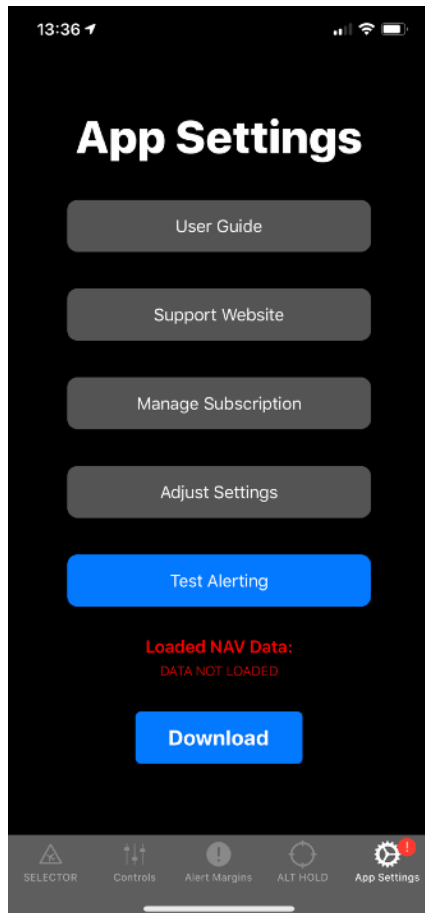 13:36
App Settings
User Guide
Support Website
Manage Subscription
Adjust Settings
Test Alerting
Loaded NAV Data:
DATA NOT LOADED
Download
!
!
SELECTOR
Controls
Alert Margins
ALT HOLD
App Settings